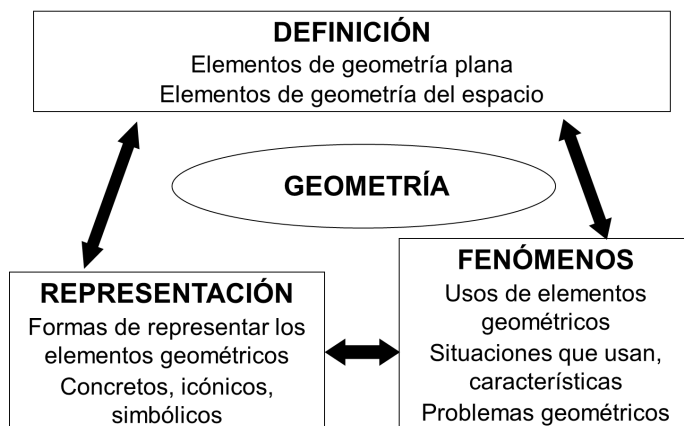 DEFINICIÓN
Elementos de geometría plana
Elementos de geometría del espacio
GEOMETRÍA
REPRESENTACIÓN
Formas de representar los
elementos geométricos
Concretos, icónicos,
simbólicos
FENÓMENOS
Usos de elementos
geométricos
Situaciones que usan,
características
Problemas geométricos